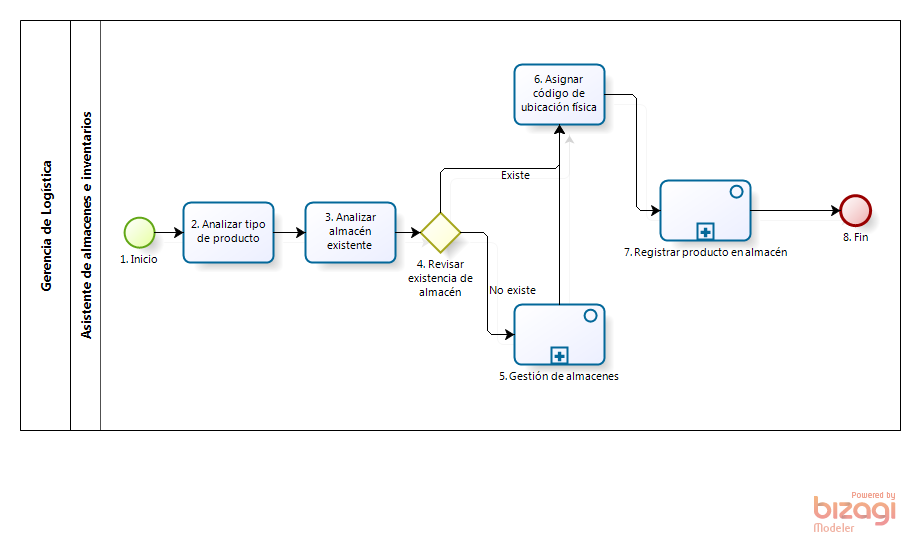 Gerencia de Logística
Asistente de almacenes e inventarios
1. Inicio
2. Analizar tipo
de producto
3. Analizar
almacén
existente
4. Revisar
existencia de
almacén
Existe
No existe
5. Gestión de almacenes
6. Asignar
código de
ubicación física
7. Registrar producto en almacén
8. Fin
Powered by
bizagi
Modeler